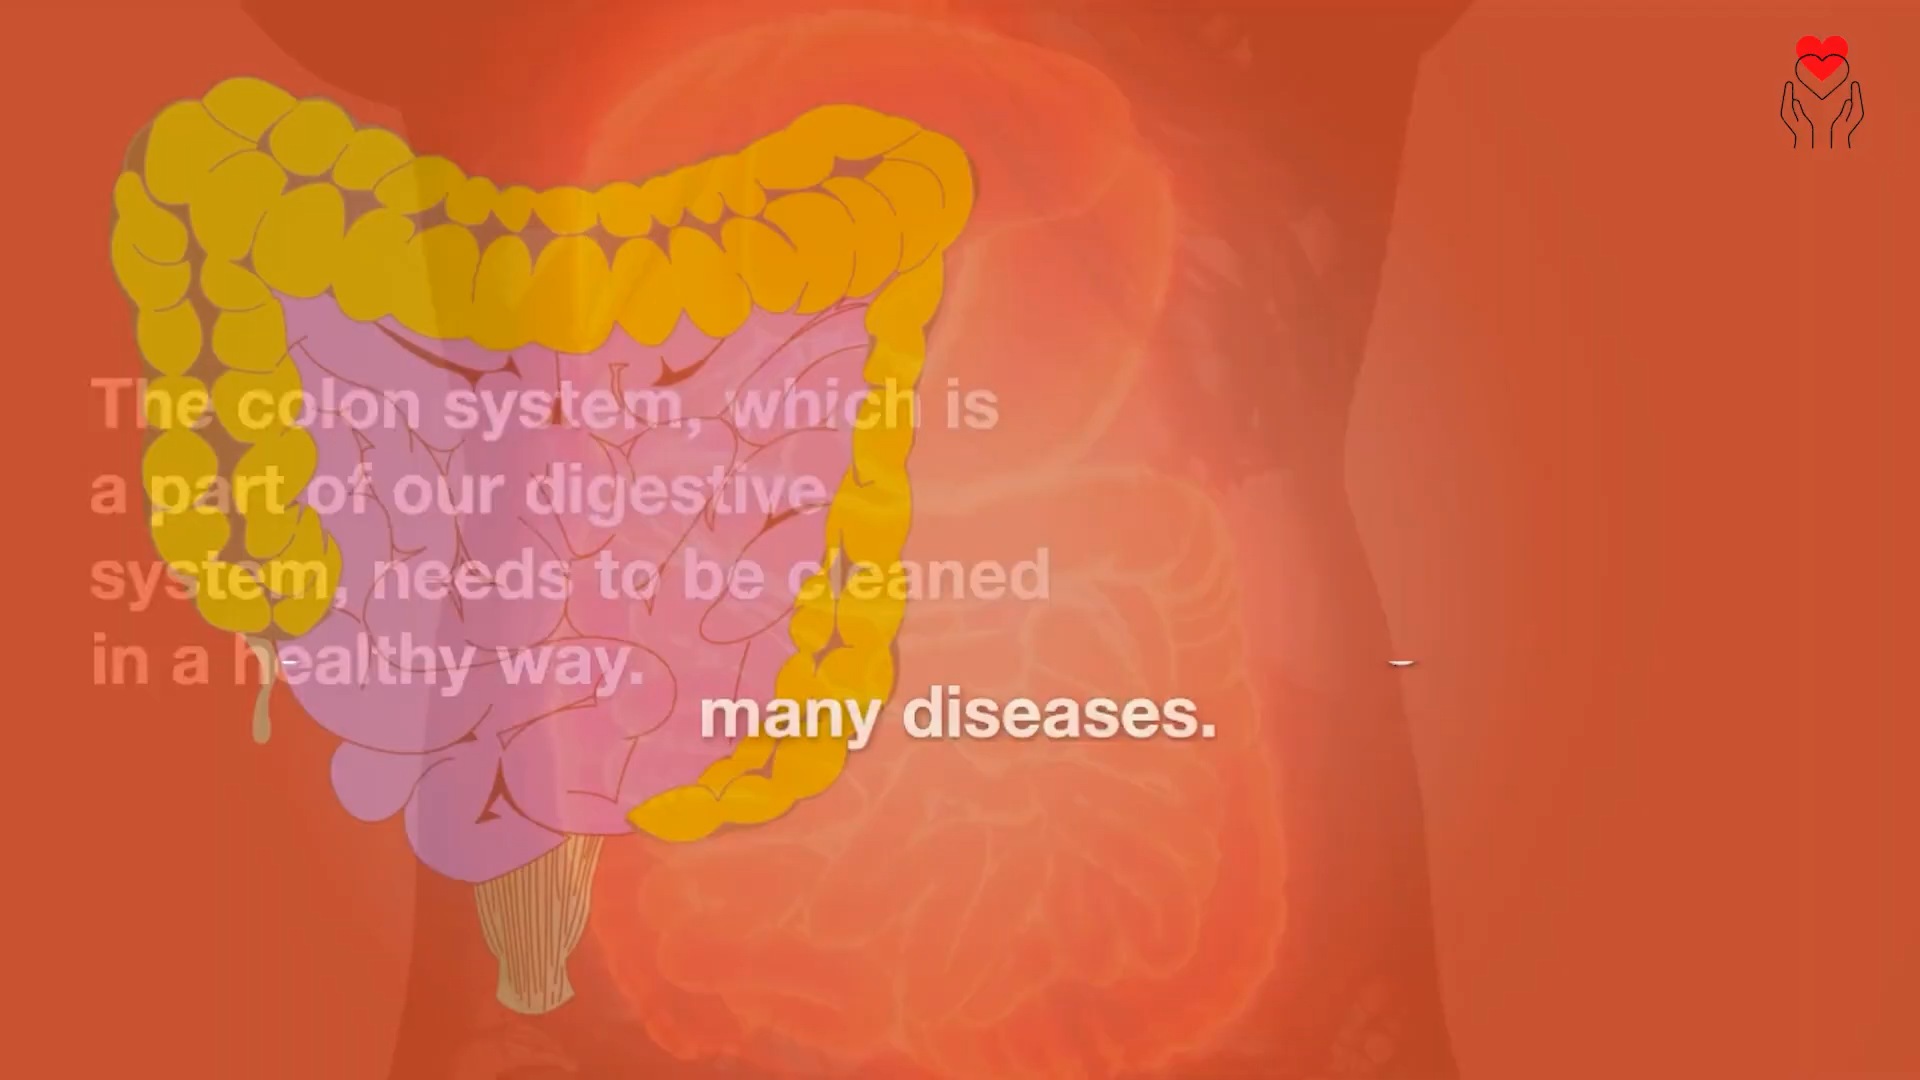 The colon system, which is
a part of our digestive
system, needs to be cleaned
in a healthy way.
many diseases.